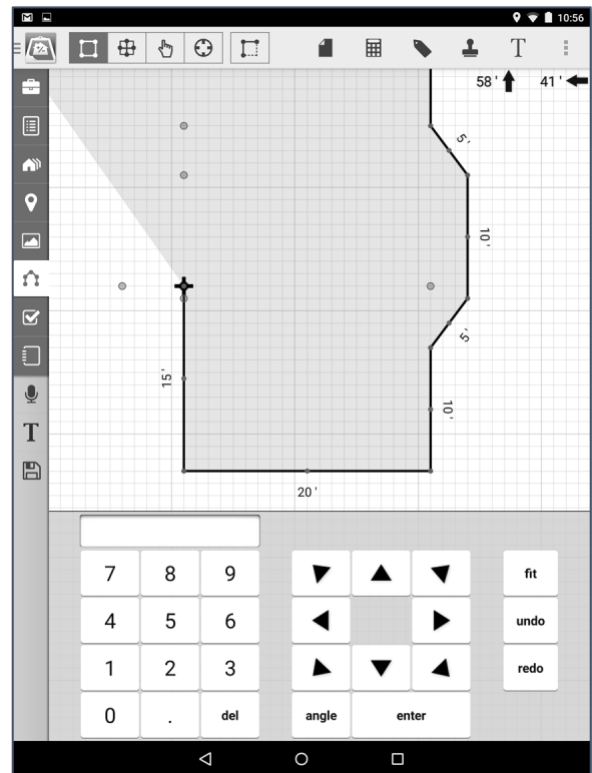 10:56
T
58 ' 41 '
5'
10'
5'
15'
10'
T
20 '
7 8 9 fit
4 5 6 undo
1 2 3 redo
0 . del angle enter